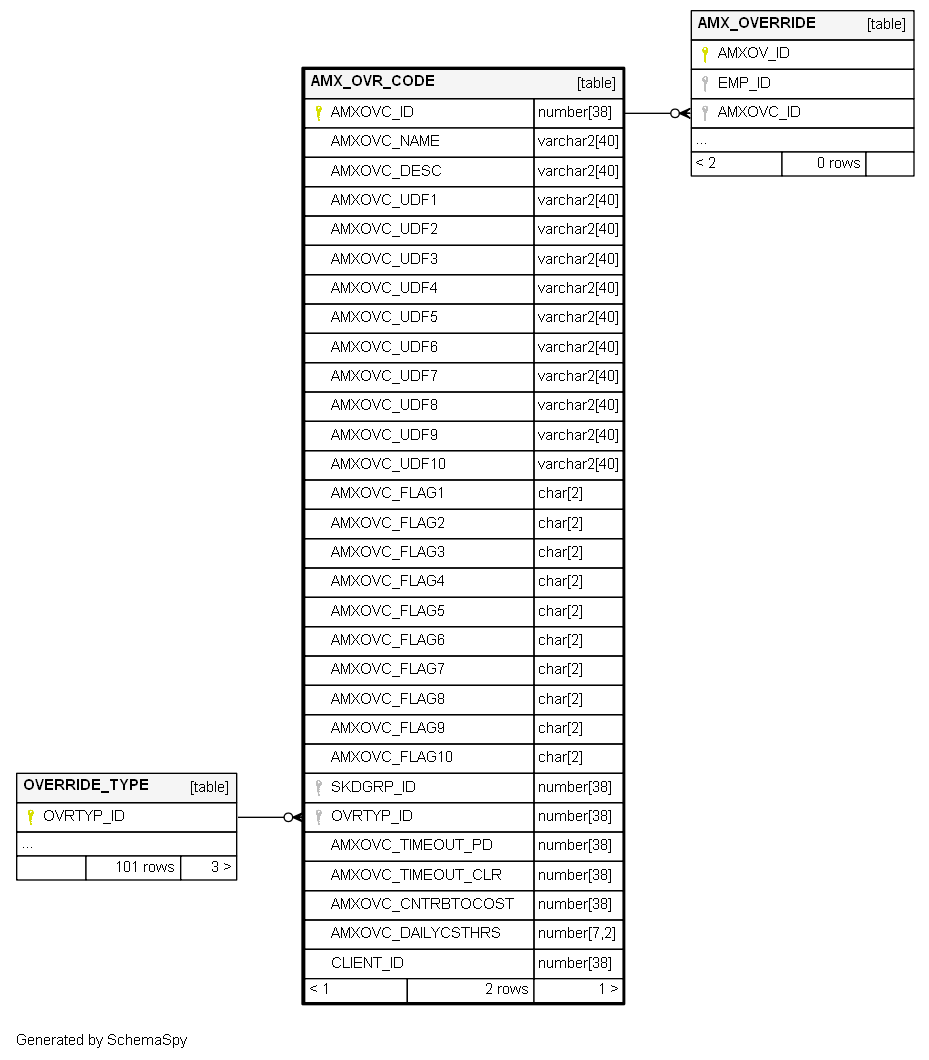 AMX_OVERRIDE [table]
AMXOV_ID
EMP_ID
AMXOVC_ID
...
< 2 0 rows
AMX_OVR_CODE [table]
AMXOVC_ID number[38]
AMXOVC_NAME varchar2[40]
AMXOVC_DESC varchar2[40]
AMXOVC_UDF1 varchar2[40]
AMXOVC_UDF2 varchar2[40]
AMXOVC_UDF3 varchar2[40]
AMXOVC_UDF4 varchar2[40]
AMXOVC_UDF5 varchar2[40]
AMXOVC_UDF6 varchar2[40]
AMXOVC_UDF7 varchar2[40]
AMXOVC_UDF8 varchar2[40]
AMXOVC_UDF9 varchar2[40]
AMXOVC_UDF10 varchar2[40]
AMXOVC_FLAG1 char[2]
AMXOVC_FLAG2 char[2]
AMXOVC_FLAG3 char[2]
AMXOVC_FLAG4 char[2]
AMXOVC_FLAG5 char[2]
AMXOVC_FLAG6 char[2]
AMXOVC_FLAG7 char[2]
AMXOVC_FLAG8 char[2]
AMXOVC_FLAG9 char[2]
AMXOVC_FLAG10 char[2]
SKDGRP_ID number[38]
OVRTYP_ID number[38]
AMXOVC_TIMEOUT_PD number[38]
AMXOVC_TIMEOUT_CLR number[38]
AMXOVC_CNTRBTOCOST number[38]
AMXOVC_DAILYCSTHRS number[7,2]
CLIENT_ID number[38]
< 1 2 rows 1 >
OVERRIDE_TYPE [table]
OVRTYP_ID
...
101 rows 3 >
Generated by SchemaSpy